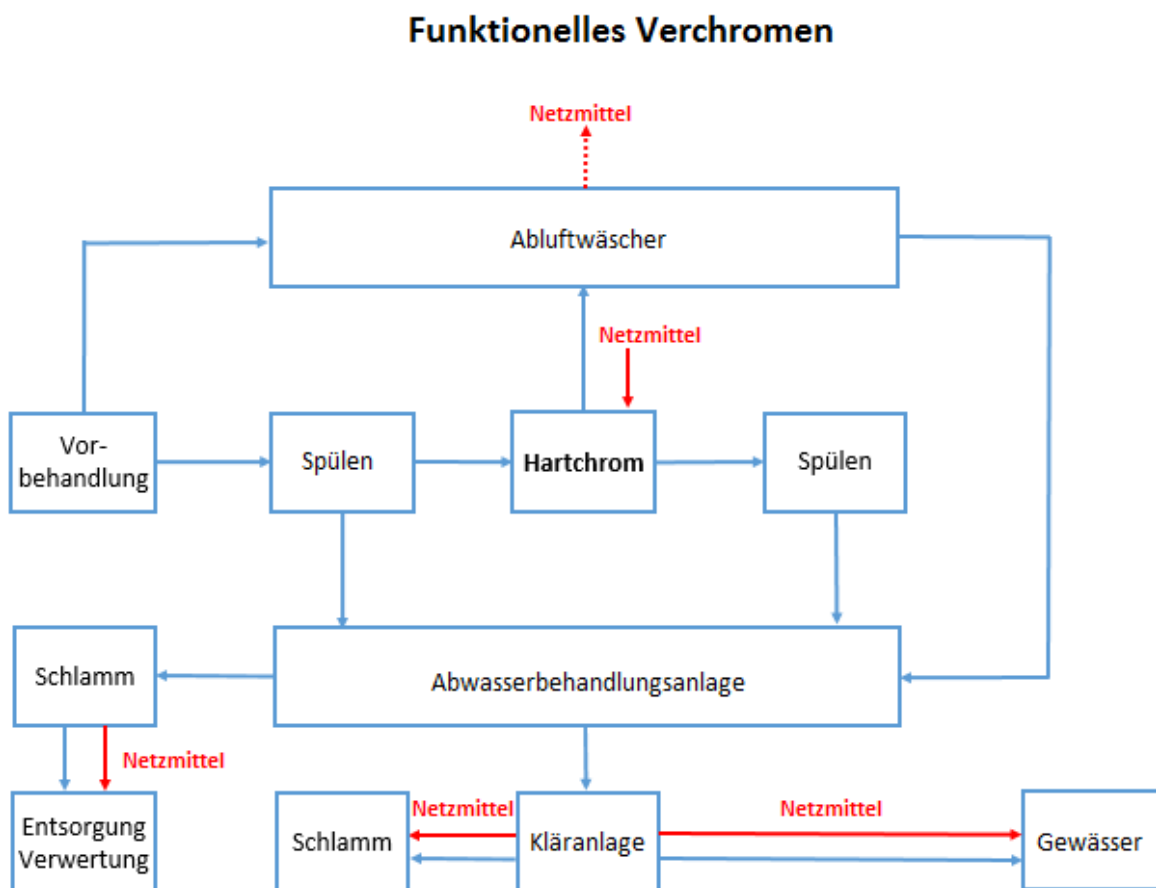 Funktionelles Verchromen
Netzmittel
Abluftwäscher
Netzmittel
Vor-
behandlung
Spülen
Hartchrom
Spülen
Schlamm
Abwasserbehandlungsanlage
Netzmittel
Netzmittel
Netzmittel
Entsorgung
Verwertung
Schlamm
Kläranlage
Gewässer